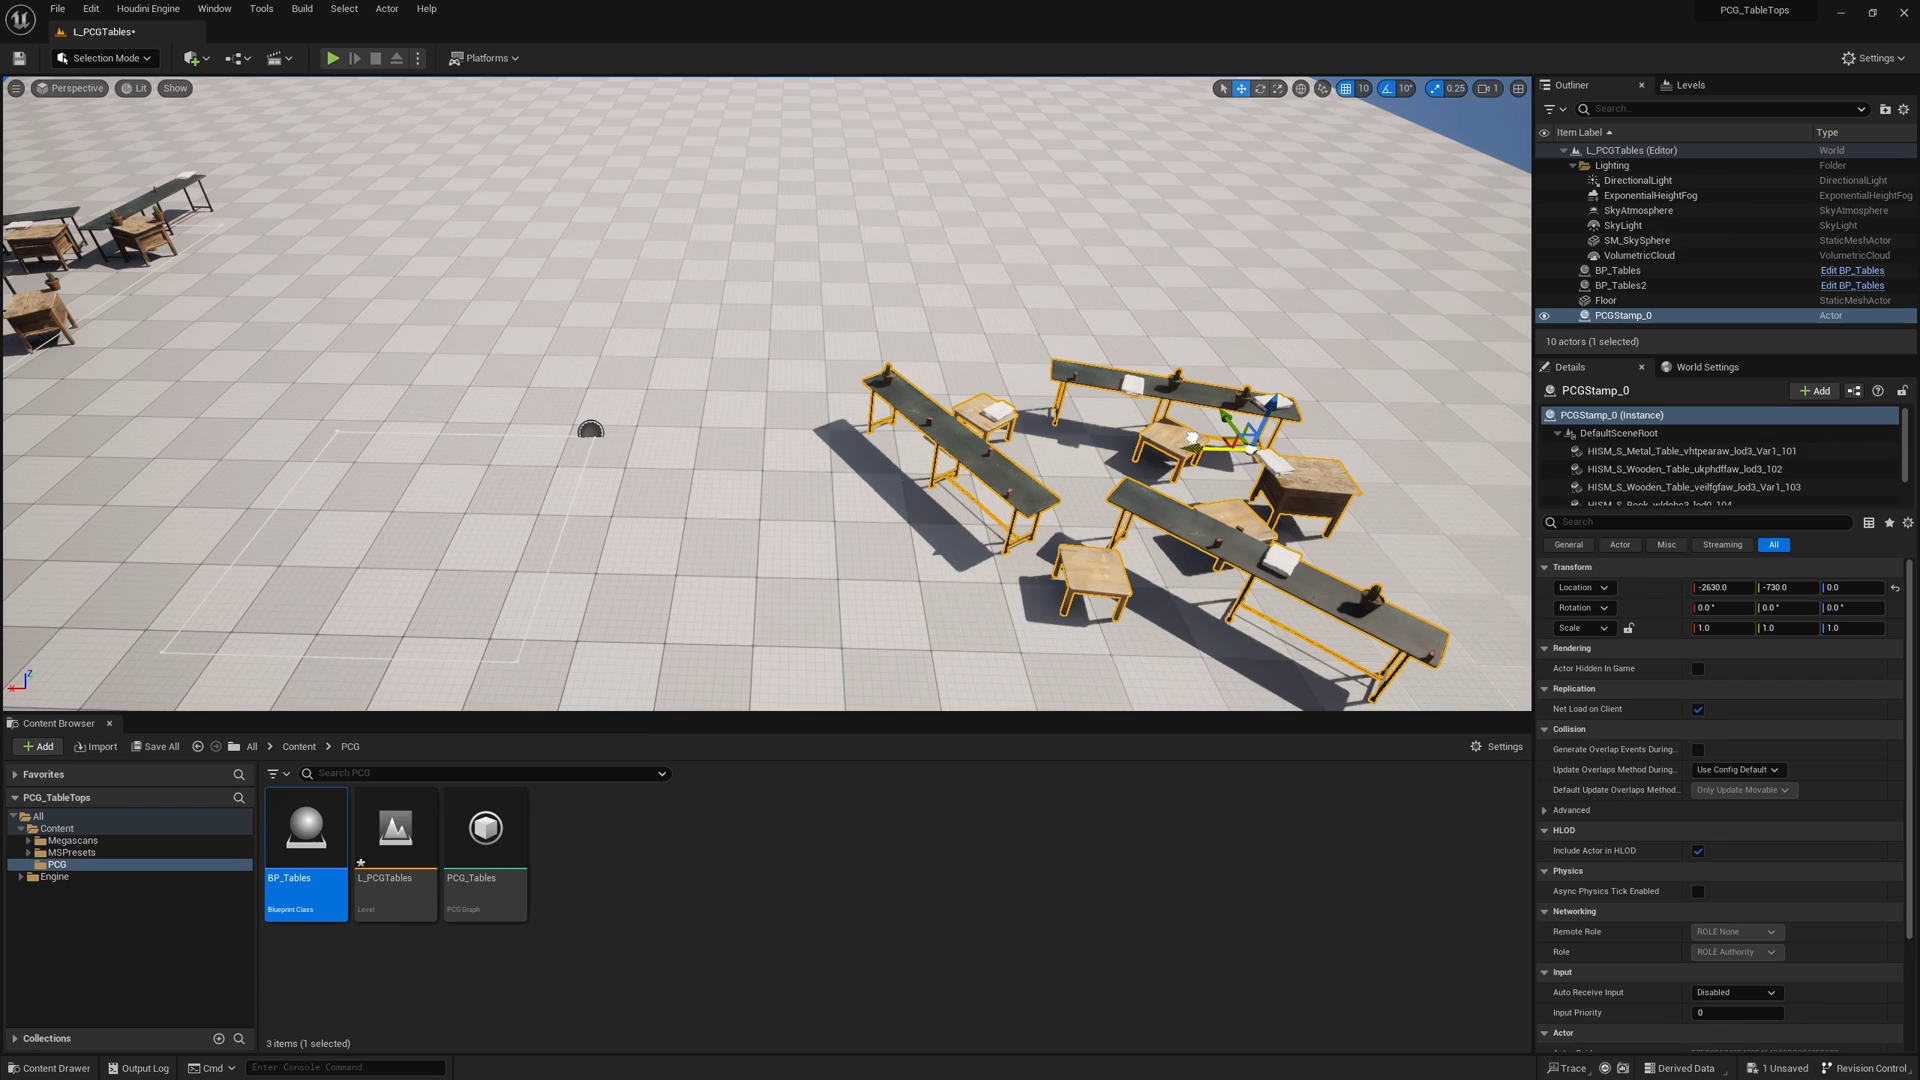 File Edit Houdini Engine Window Tools Build Select Actor Help
PCG_TableTops
L_PCGTables•
Selection Mode
Platforms
Settings
Perspective Lit Show
10 10° 0.25 1
Outliner
Levels
Search...
Item Label Type
L_PCGTables (Editor) World
Lighting Folder
DirectionalLight DirectionalLight
ExponentialHeightFog ExponentialHeightFog
SkyAtmosphere SkyAtmosphere
SkyLight SkyLight
SM_SkySphere StaticMeshActor
VolumetricCloud VolumetricCloud
BP_Tables Edit BP_Tables
BP_Tables2 Edit BP_Tables
Floor StaticMeshActor
PCGStamp_0 Actor
10 actors (1 selected)
Details
World Settings
PCGStamp_0
Add
PCGStamp_0 (Instance)
DefaultSceneRoot
HISM_S_Metal_Table_vhtpearaw_lod3_Var1_101
HISM_S_Wooden_Table_ukphdffaw_lod3_102
HISM_S_Wooden_Table_veilfgfaw_lod3_Var1_103
Search
General Actor Misc Streaming All
Transform
Location -2630.0 -730.0 0.0
Rotation 0.0 ° 0.0 ° 0.0 °
Scale 1.0 1.0 1.0
Rendering
Actor Hidden In Game
Replication
Net Load on Client
Collision
Generate Overlap Events During..
Update Overlaps Method During.. Use Config Default
Default Update Overlaps Method.. Only Update Movable
Advanced
HLOD
Include Actor in HLOD
Physics
Async Physics Tick Enabled
Networking
Remote Role ROLE None
Role ROLE Authority
Input
Auto Receive Input Disabled
Input Priority 0
Actor
Z
X
Content Browser
Add Import Save All All Content PCG
Settings
Favorites
Search PCG
PCG_TableTops
All
Content
Megascans
MSPresets
PCG
Engine
BP_Tables
Blueprint Class
L_PCGTables
Level
PCG_Tables
PCG Graph
Collections
3 items (1 selected)
Content Drawer Output Log Cmd Enter Console Command
Trace Derived Data 1 Unsaved Revision Control